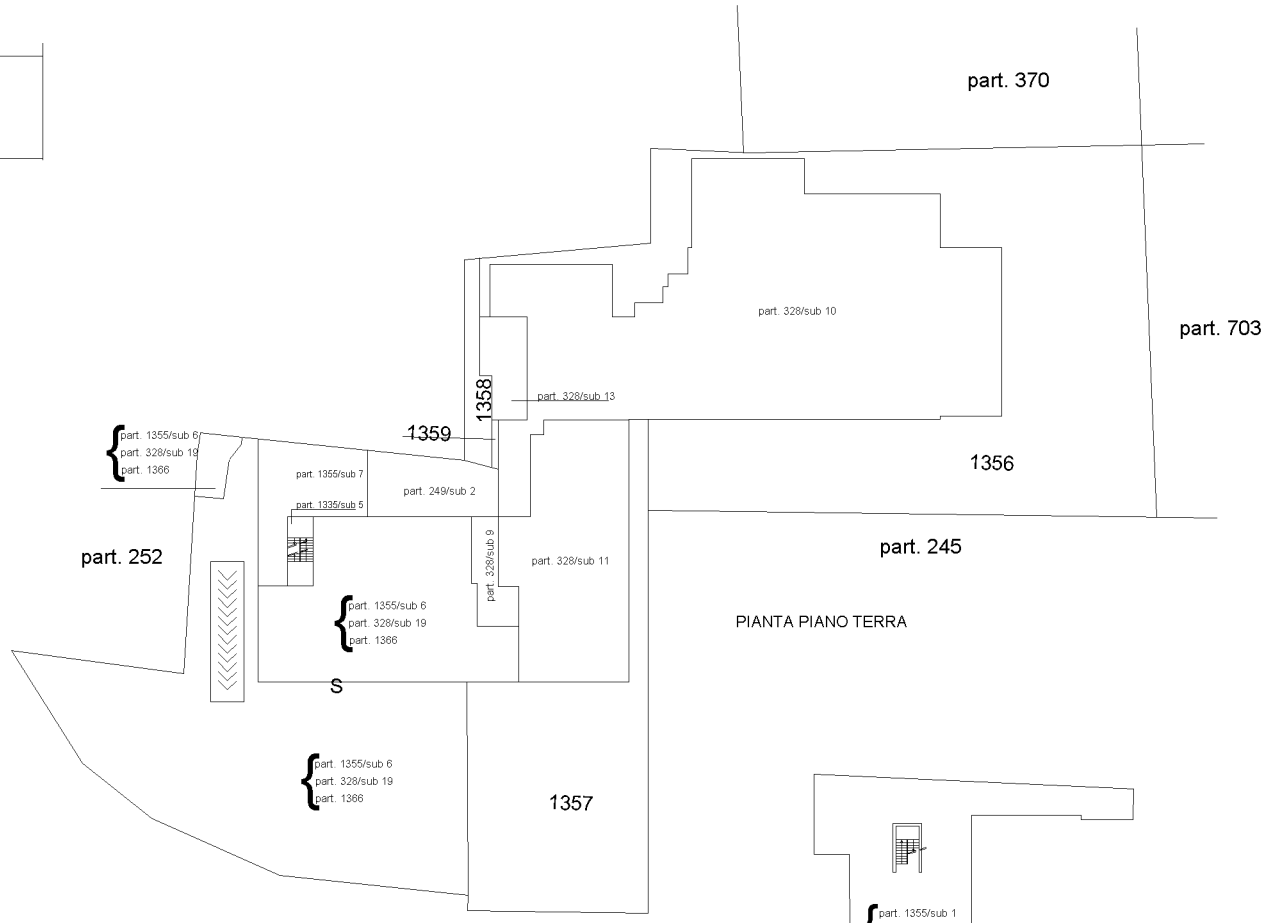 part. 370
part. 328/sub 10
part. 703
1358
part. 328/sub 13
1359
part. 1355/sub 6
part. 328/sub 19
part. 1366
1356
part. 1355/sub 7
part. 249/sub 2
part. 1335/sub 5
part. 252
part. 328/sub 9
part. 328/sub 11
part. 245
part. 1355/sub 6
part. 328/sub 19
part. 1366
PIANTA PIANO TERRA
S
part. 1355/sub 6
part. 328/sub 19
part. 1366
1357
part. 1355/sub 1